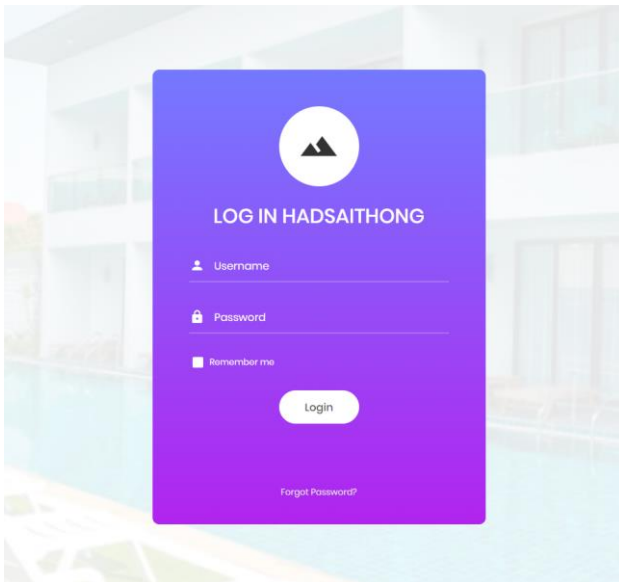 LOG IN HADSAITHONG
Username
Password
Remember me
Login
Forgot Password?